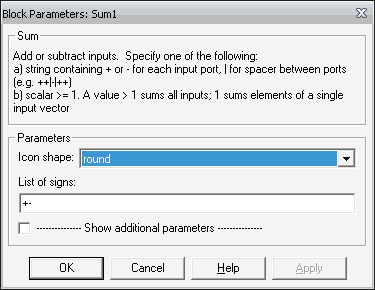 Block Parameters: Sum1
Sum
Add or subtract inputs. Specify one of the following:
a) string containing + or - for each input port, | for spacer between ports
(e.g. ++|-|++)
b) scalar >= 1. A value > 1 sums all inputs; 1 sums elements of a single
input vector
Parameters
Icon shape: round
List of signs:
+-
-------------- Show additional parameters --------------
OK Cancel Help Apply